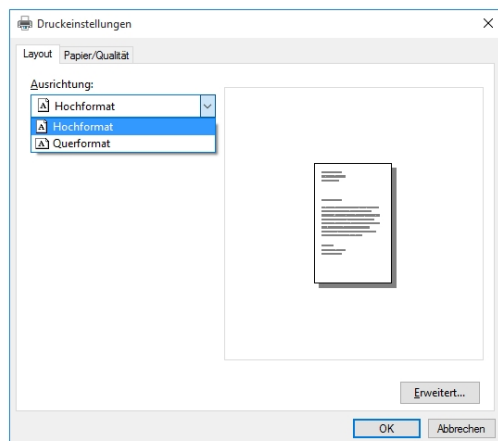 Druckeinstellungen
Layout Papier/Qualität
Ausrichtung:
Hochformat
Hochformat
Querformat
Erweitert...
OK Abbrechen